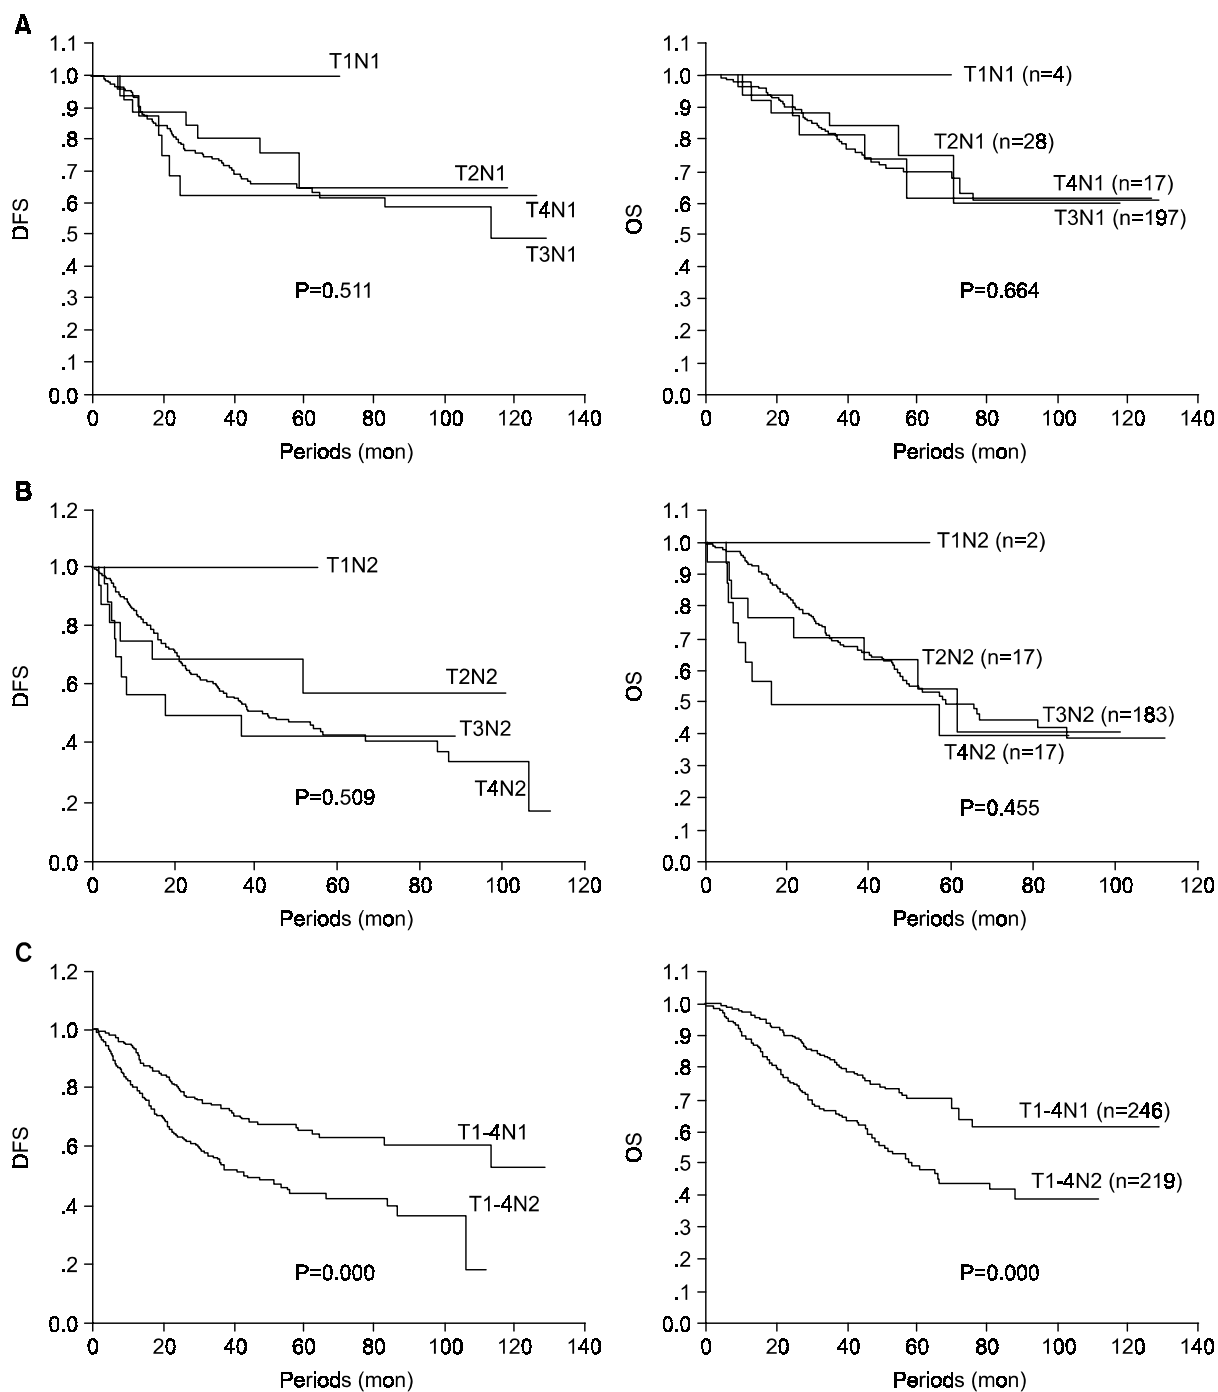 A
1.1
1.0
.9
.8
.7
.6
.5
.4
.3
.2
.1
0.0
DFS
T1N1
T2N1
T4N1
T3N1
P=0.511
0 20 40 60 80 100 120 140
Periods (mon)
1.1
1.0
.9
.8
.7
.6
.5
.4
.3
.2
.1
0.0
OS
T1N1 (n=4)
T2N1 (n=28)
T4N1 (n=17)
T3N1 (n=197)
P=0.664
0 20 40 60 80 100 120 140
Periods (mon)
B
1.2
1.0
.8
.6
.4
.2
0.0
DFS
T1N2
T2N2
T3N2
T4N2
P=0.509
0 20 40 60 80 100 120
Periods (mon)
1.1
1.0
.9
.8
.7
.6
.5
.4
.3
.2
.1
0.0
OS
T1N2 (n=2)
T2N2 (n=17)
T3N2 (n=183)
T4N2 (n=17)
P=0.455
0 20 40 60 80 100 120
Periods (mon)
C
1.2
1.0
.8
.6
.4
.2
0.0
DFS
T1-4N1
T1-4N2
P=0.000
0 20 40 60 80 100 120 140
Periods (mon)
1.1
1.0
.9
.8
.7
.6
.5
.4
.3
.2
.1
0.0
OS
T1-4N1 (n=246)
T1-4N2 (n=219)
P=0.000
0 20 40 60 80 100 120 140
Periods (mon)